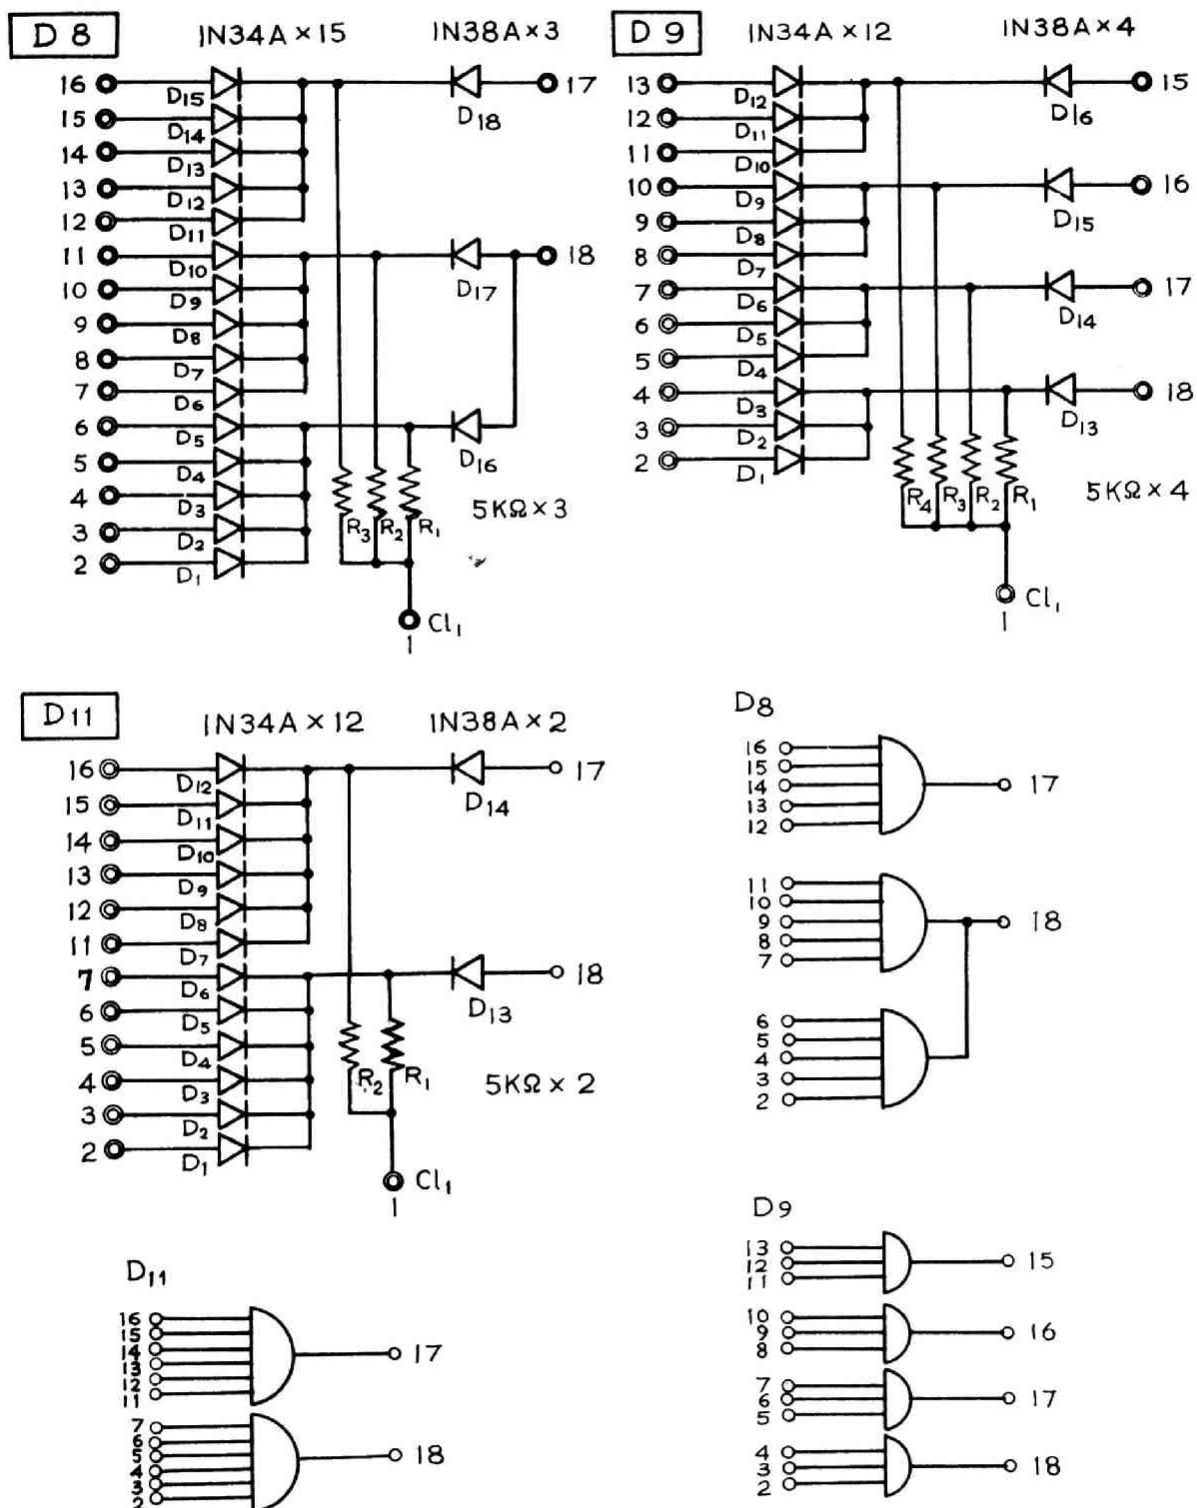 D 8 IN34A × 15 IN38A × 3
16 D15 D18 17
15 D14
14 D13
13 D12
12 D11
11 D10 D17 18
10 D9
9 D8
8 D7
7 D6
6 D5 D16
5 D4
4 D3
3 D2
2 D1
R3 R2 R1 5KΩ × 3
Cl1
1
D 9 IN34A × 12 IN38A × 4
13 D12 D16 15
12 D11
11 D10
10 D9 D15 16
9 D8
8 D7
7 D6 D14 17
6 D5
5 D4
4 D3 D13 18
3 D2
2 D1
R4 R3 R2 R1 5KΩ × 4
Cl1
1
D11 IN34A × 12 IN38A × 2
16 D12 D14 17
15 D11
14 D10
13 D9
12 D8
11 D7
7 D6 D13 18
6 D5
5 D4
4 D3
3 D2
2 D1
R2 R1 5KΩ × 2
Cl1
1
D8
16
15
14 17
13
12
11
10
9 18
8
7
6
5
4
3
2
D11
16
15
14
13 17
12
11
7
6
5 18
4
3
2
D9
13
12 15
11
10
9 16
8
7
6 17
5
4
3 18
2